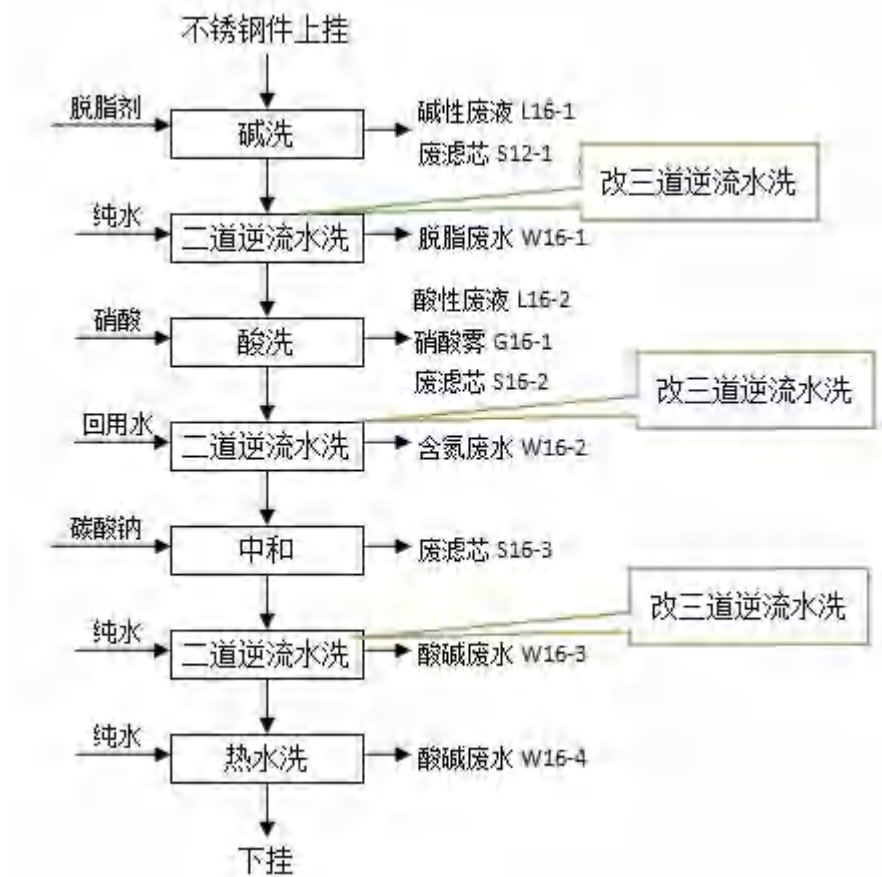 不锈钢件上挂
脱脂剂
碱洗
碱性废液 L16-1
废滤芯 S12-1
改三道逆流水洗
纯水
二道逆流水洗
脱脂废水 W16-1
硝酸
酸洗
酸性废液 L16-2
硝酸雾 G16-1
废滤芯 S16-2
改三道逆流水洗
回用水
二道逆流水洗
含氮废水 W16-2
碳酸钠
中和
废滤芯 S16-3
改三道逆流水洗
纯水
二道逆流水洗
酸碱废水 W16-3
纯水
热水洗
酸碱废水 W16-4
下挂